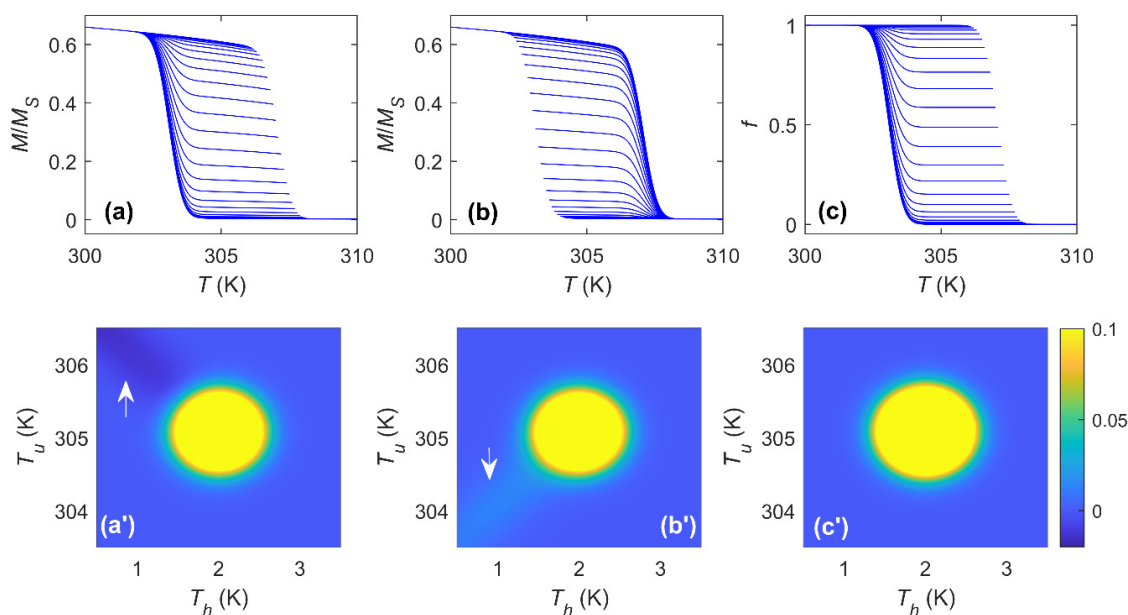 0.6
0.4
0.2
0
M/M_S
(a)
300
305
310
T (K)
0.6
0.4
0.2
0
M/M_S
(b)
300
305
310
T (K)
1
0.5
0
f
(c)
300
305
310
T (K)
306
305
304
T_u (K)
(a')
1
2
3
T_h (K)
306
305
304
T_u (K)
(b')
1
2
3
T_h (K)
306
305
304
T_u (K)
(c')
1
2
3
T_h (K)
0.1
0.05
0